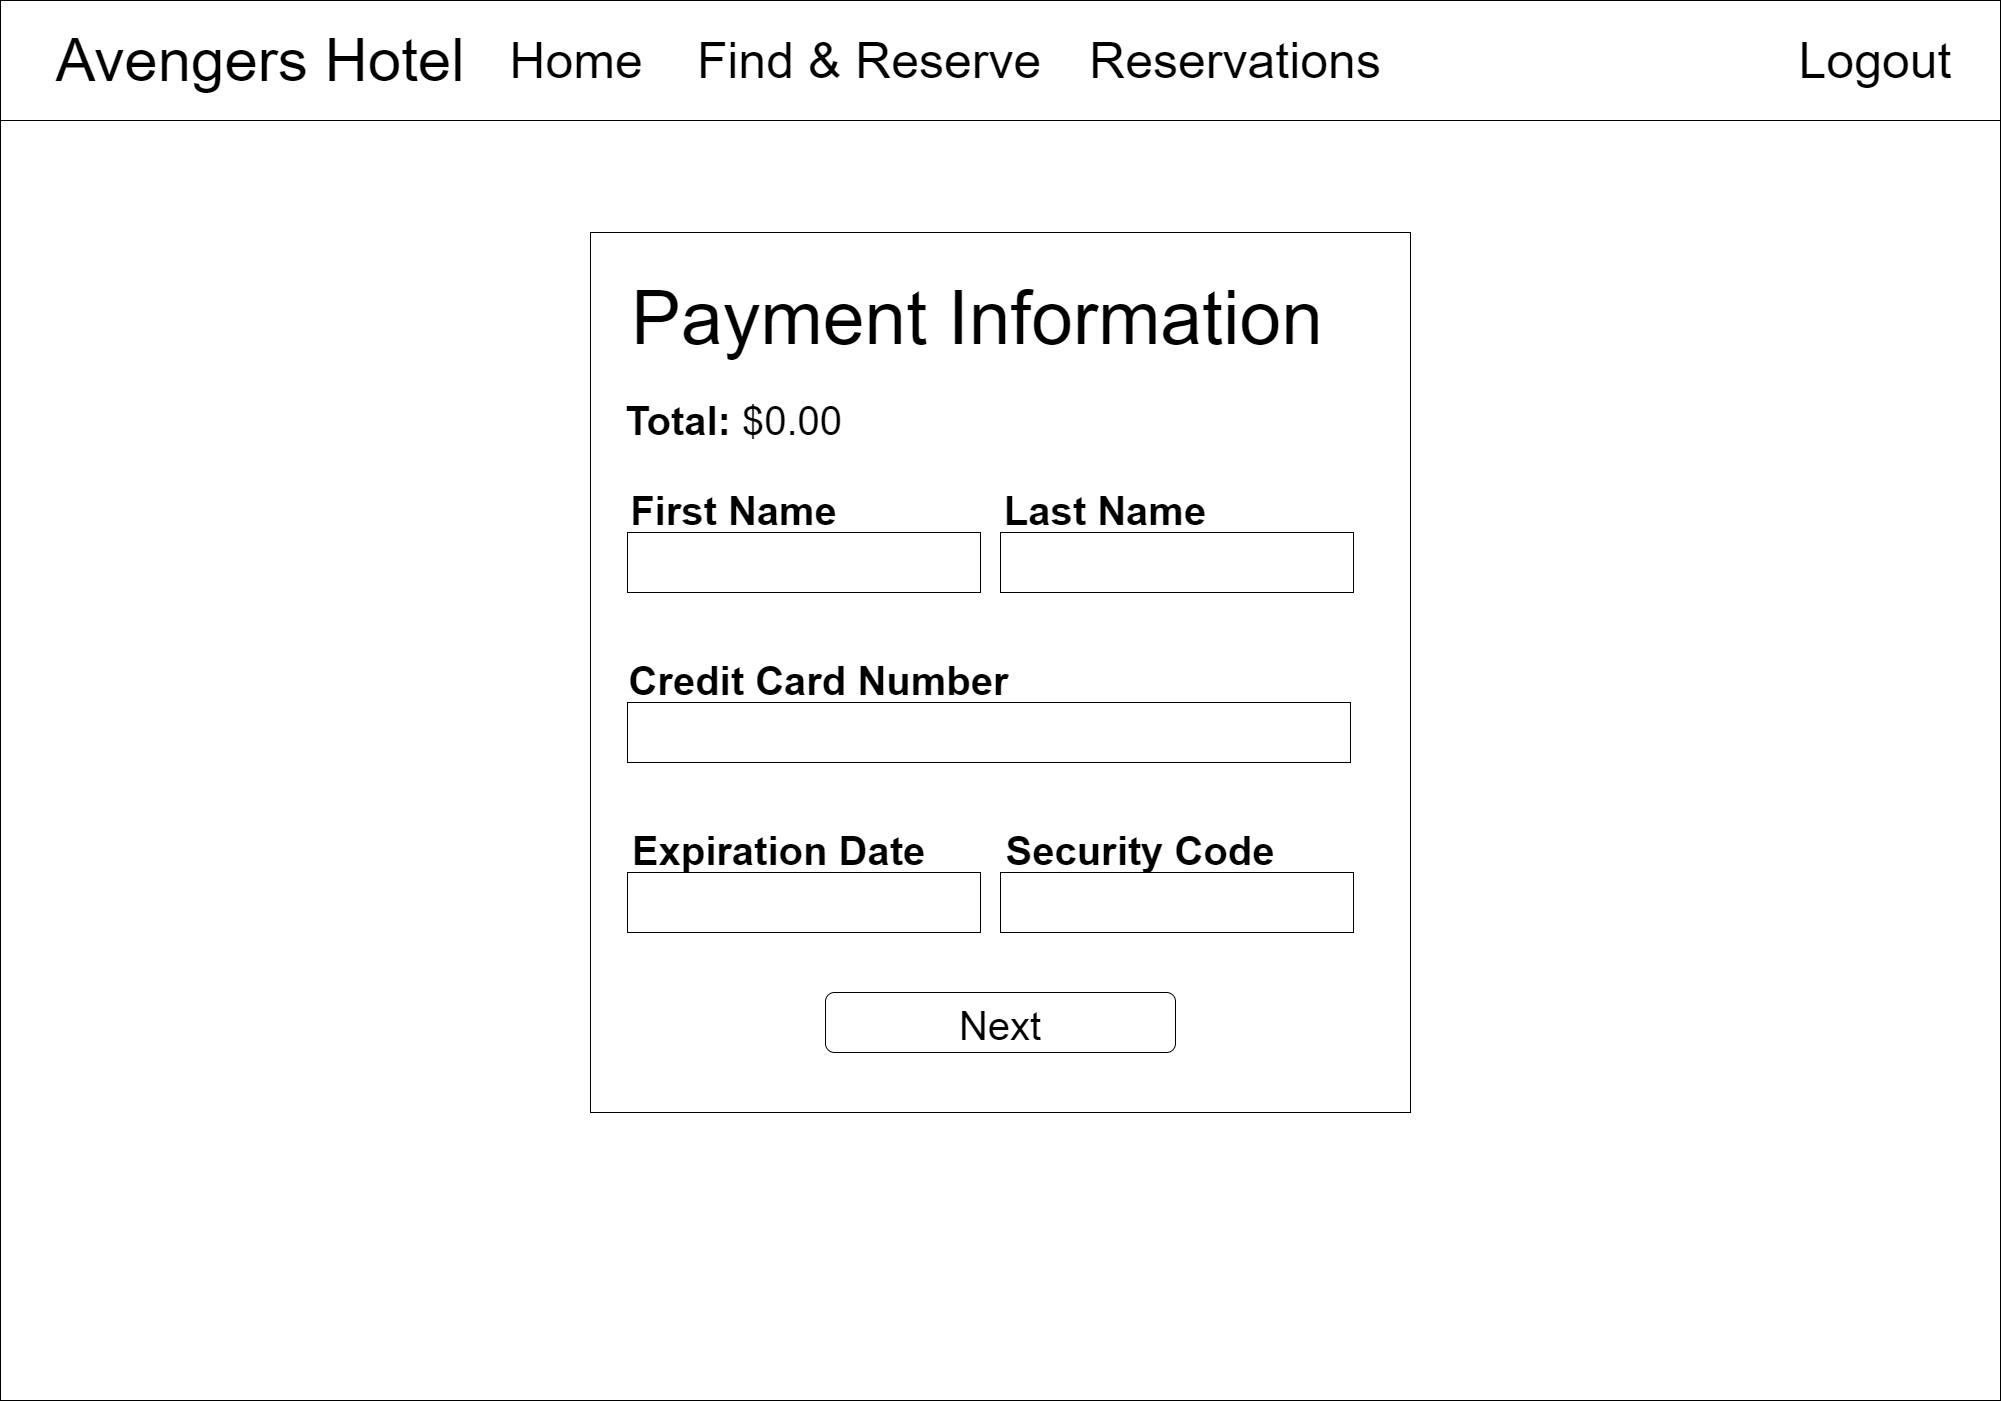 Avengers Hotel Home Find & Reserve Reservations Logout
Payment Information
Total: $0.00
First Name Last Name
Credit Card Number
Expiration Date Security Code
Next